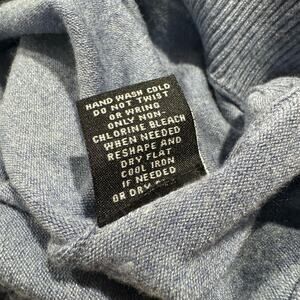 HAND WASH COLD
DO NOT TWIST
OR WRING
ONLY NON-
CHLORINE BLEACH
WHEN NEEDED
RESHAPE AND
DRY FLAT
COOL IRON
IF NEEDED
OR DRY